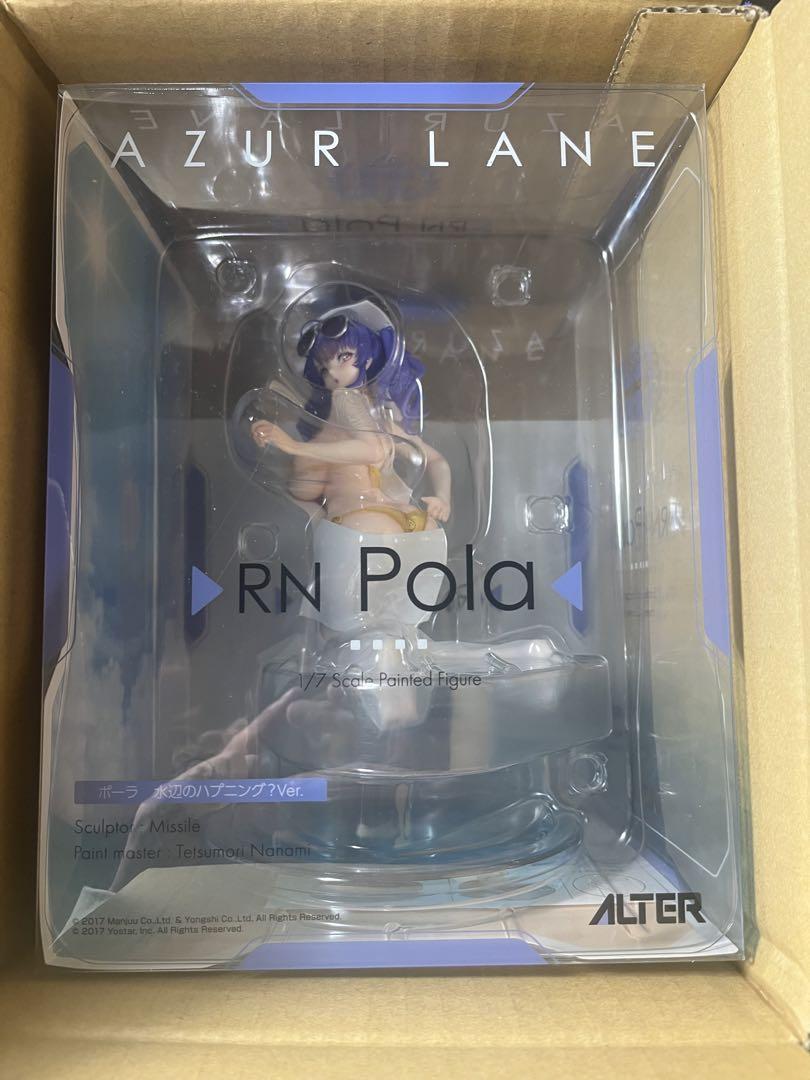 AZUR LANE
RN Pola
RN Pola
1/7 Scale Painted Figure
ポーラ 水辺のハプニング?Ver.
Sculptor : Missile
Paint master : Tetsumori Nanami
© 2017 Manjuu Co.,Ltd. & Yongshi Co.,Ltd. All Rights Reserved.
© 2017 Yostar, Inc. All Rights Reserved.
ALTER